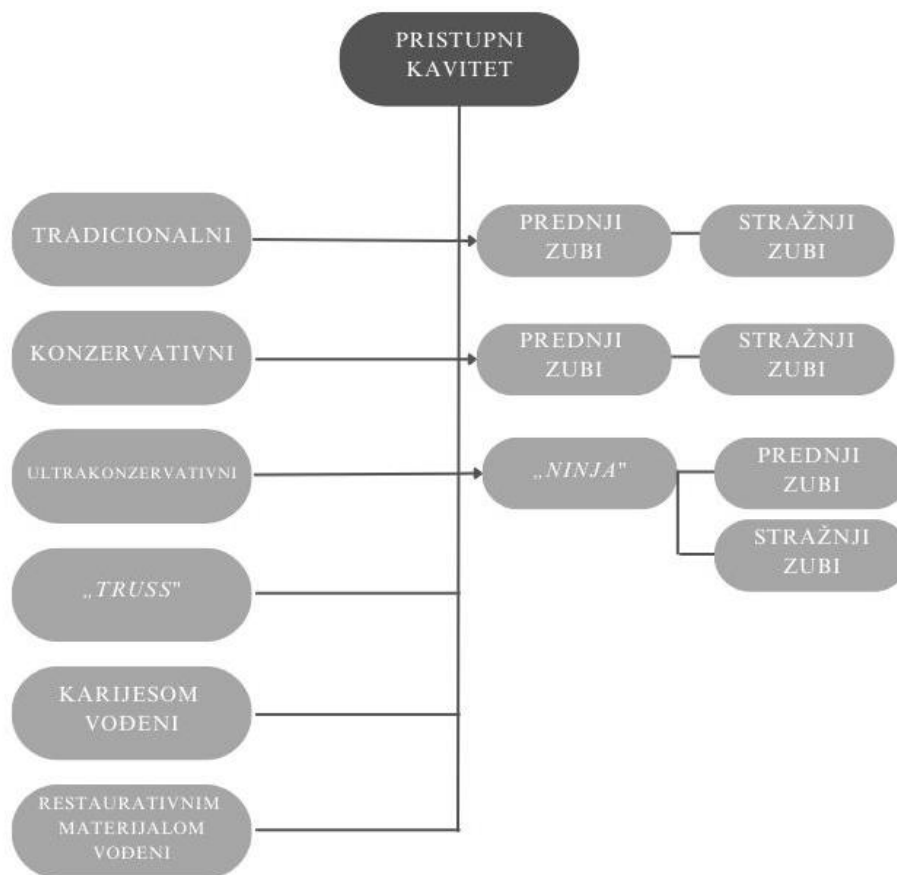 PRISTUPNI
KAVITET
TRADICIONALNI
PREDNJI
ZUBI
STRAŽNJI
ZUBI
KONZERVATIVNI
PREDNJI
ZUBI
STRAŽNJI
ZUBI
ULTRAKONZERVATIVNI
„NINJA"
PREDNJI
ZUBI
STRAŽNJI
ZUBI
„TRUSS"
KARIJESOM
VOĐENI
RESTAURATIVNIM
MATERIJALOM
VOĐENI